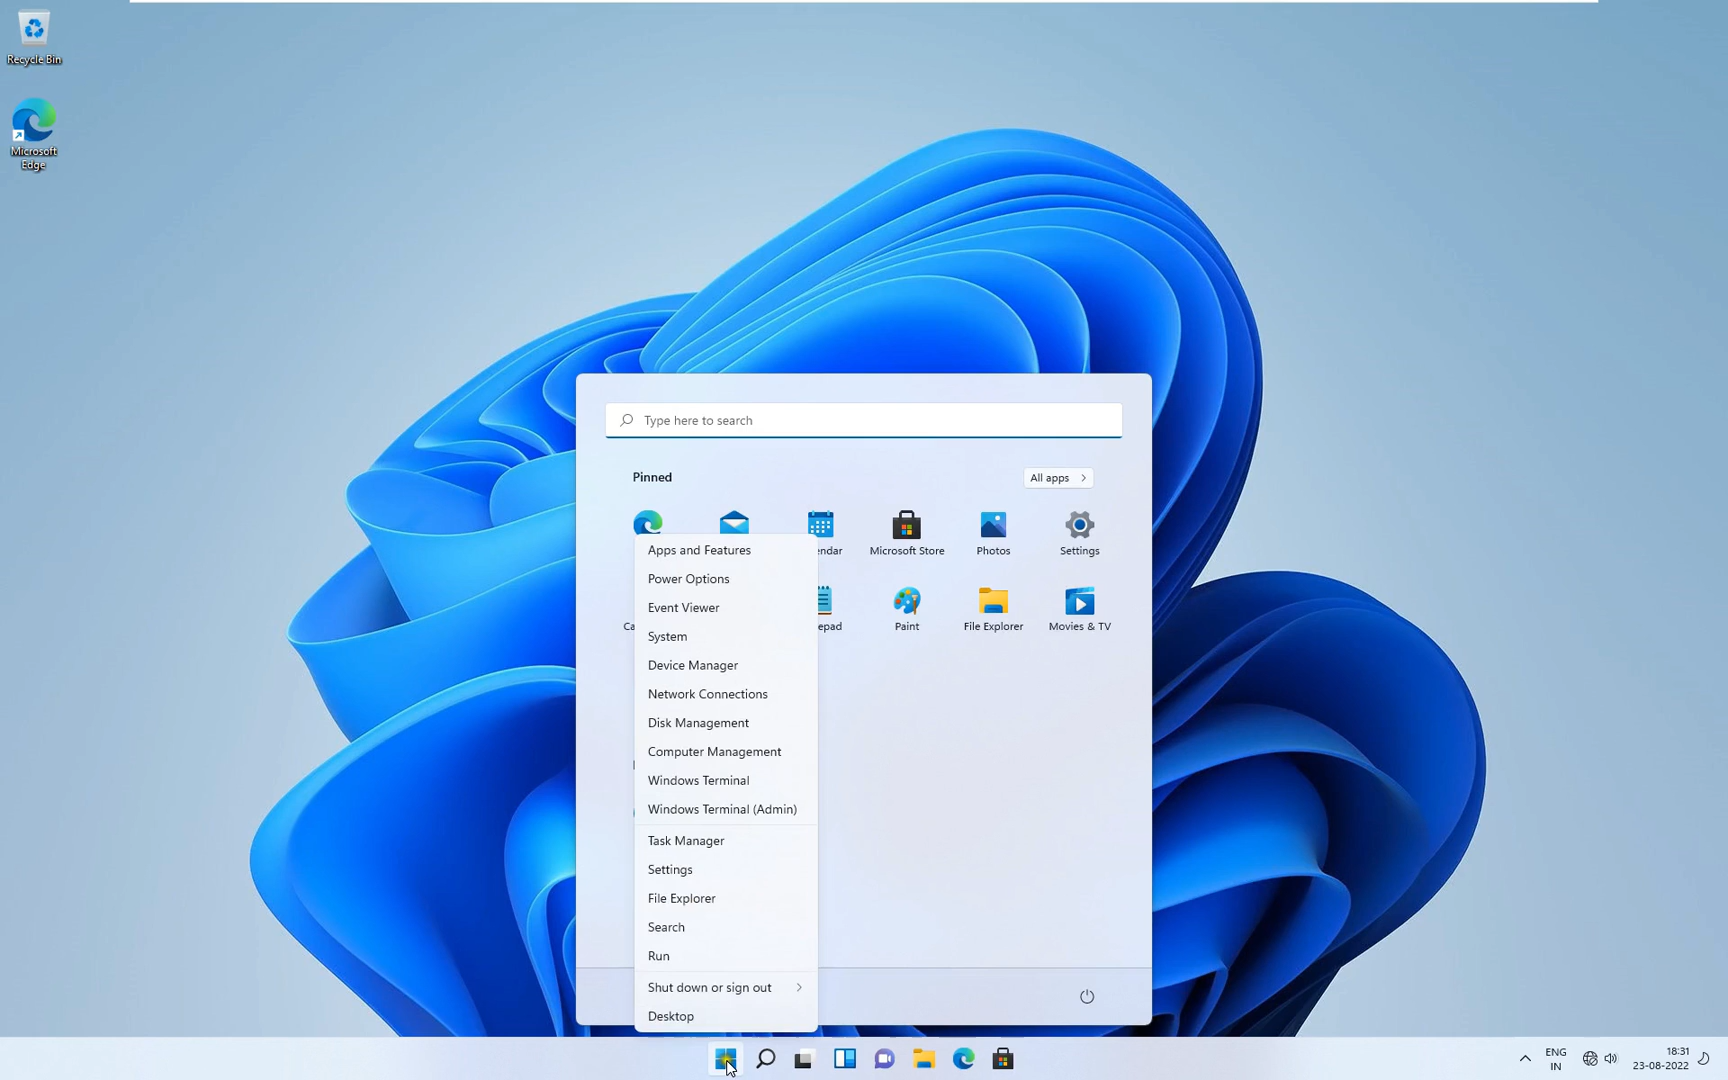 Recycle Bin
Microsoft
Edge
Type here to search
Pinned
All apps
Microsoft Store
Photos
Settings
Paint
File Explorer
Movies & TV
Apps and Features
Power Options
Event Viewer
System
Device Manager
Network Connections
Disk Management
Computer Management
Windows Terminal
Windows Terminal (Admin)
Task Manager
Settings
File Explorer
Search
Run
Shut down or sign out
Desktop
ENG
IN
18:31
23-08-2022